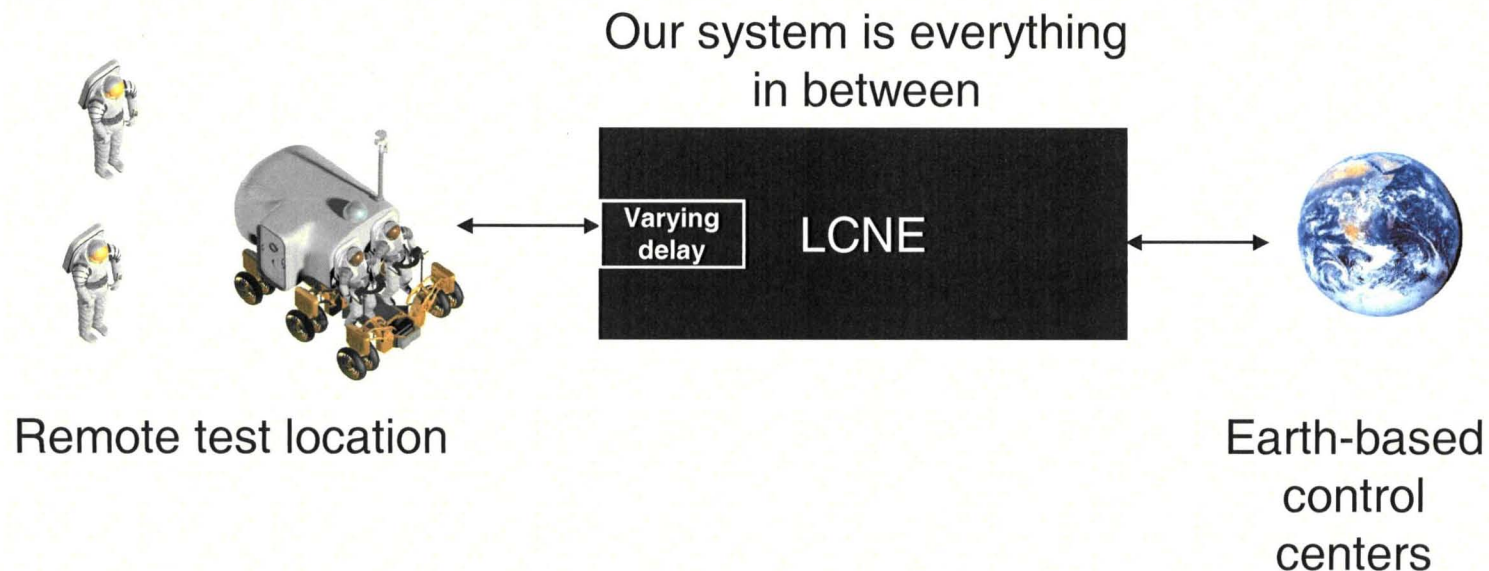 Our system is everything
in between
Varying
delay
LCNE
Remote test location
Earth-based
control
centers